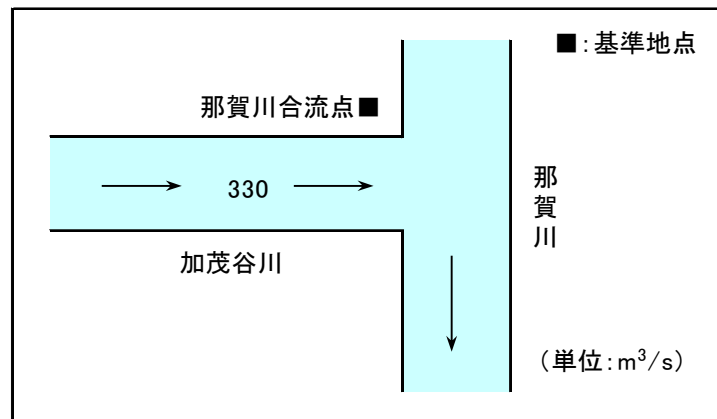 ■：基準地点
那賀川合流点■
330
那賀川
加茂谷川
（単位：m³/s）